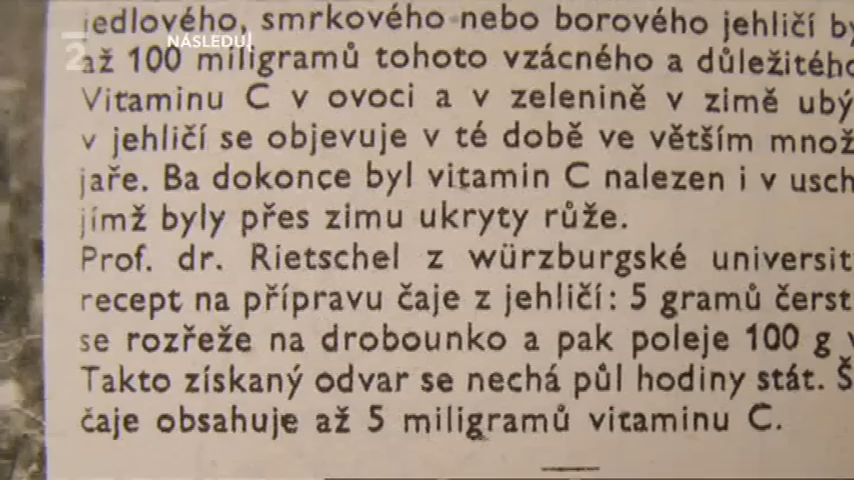 jedlového, smrkového nebo borového jehličí by
až 100 miligramů tohoto vzácného a důležitého
Vitaminu C v ovoci a v zelenině v zimě ubý
v jehličí se objevuje v té době ve větším množ
jaře. Ba dokonce byl vitamin C nalezen i v usch
jímž byly přes zimu ukryty růže.
Prof. dr. Rietschel z würzburgské universit
recept na přípravu čaje z jehličí: 5 gramů čerst
se rozřeže na drobounko a pak poleje 100 g v
Takto získaný odvar se nechá půl hodiny stát. Š
čaje obsahuje až 5 miligramů vitaminu C.
2
NÁSLEDUJ